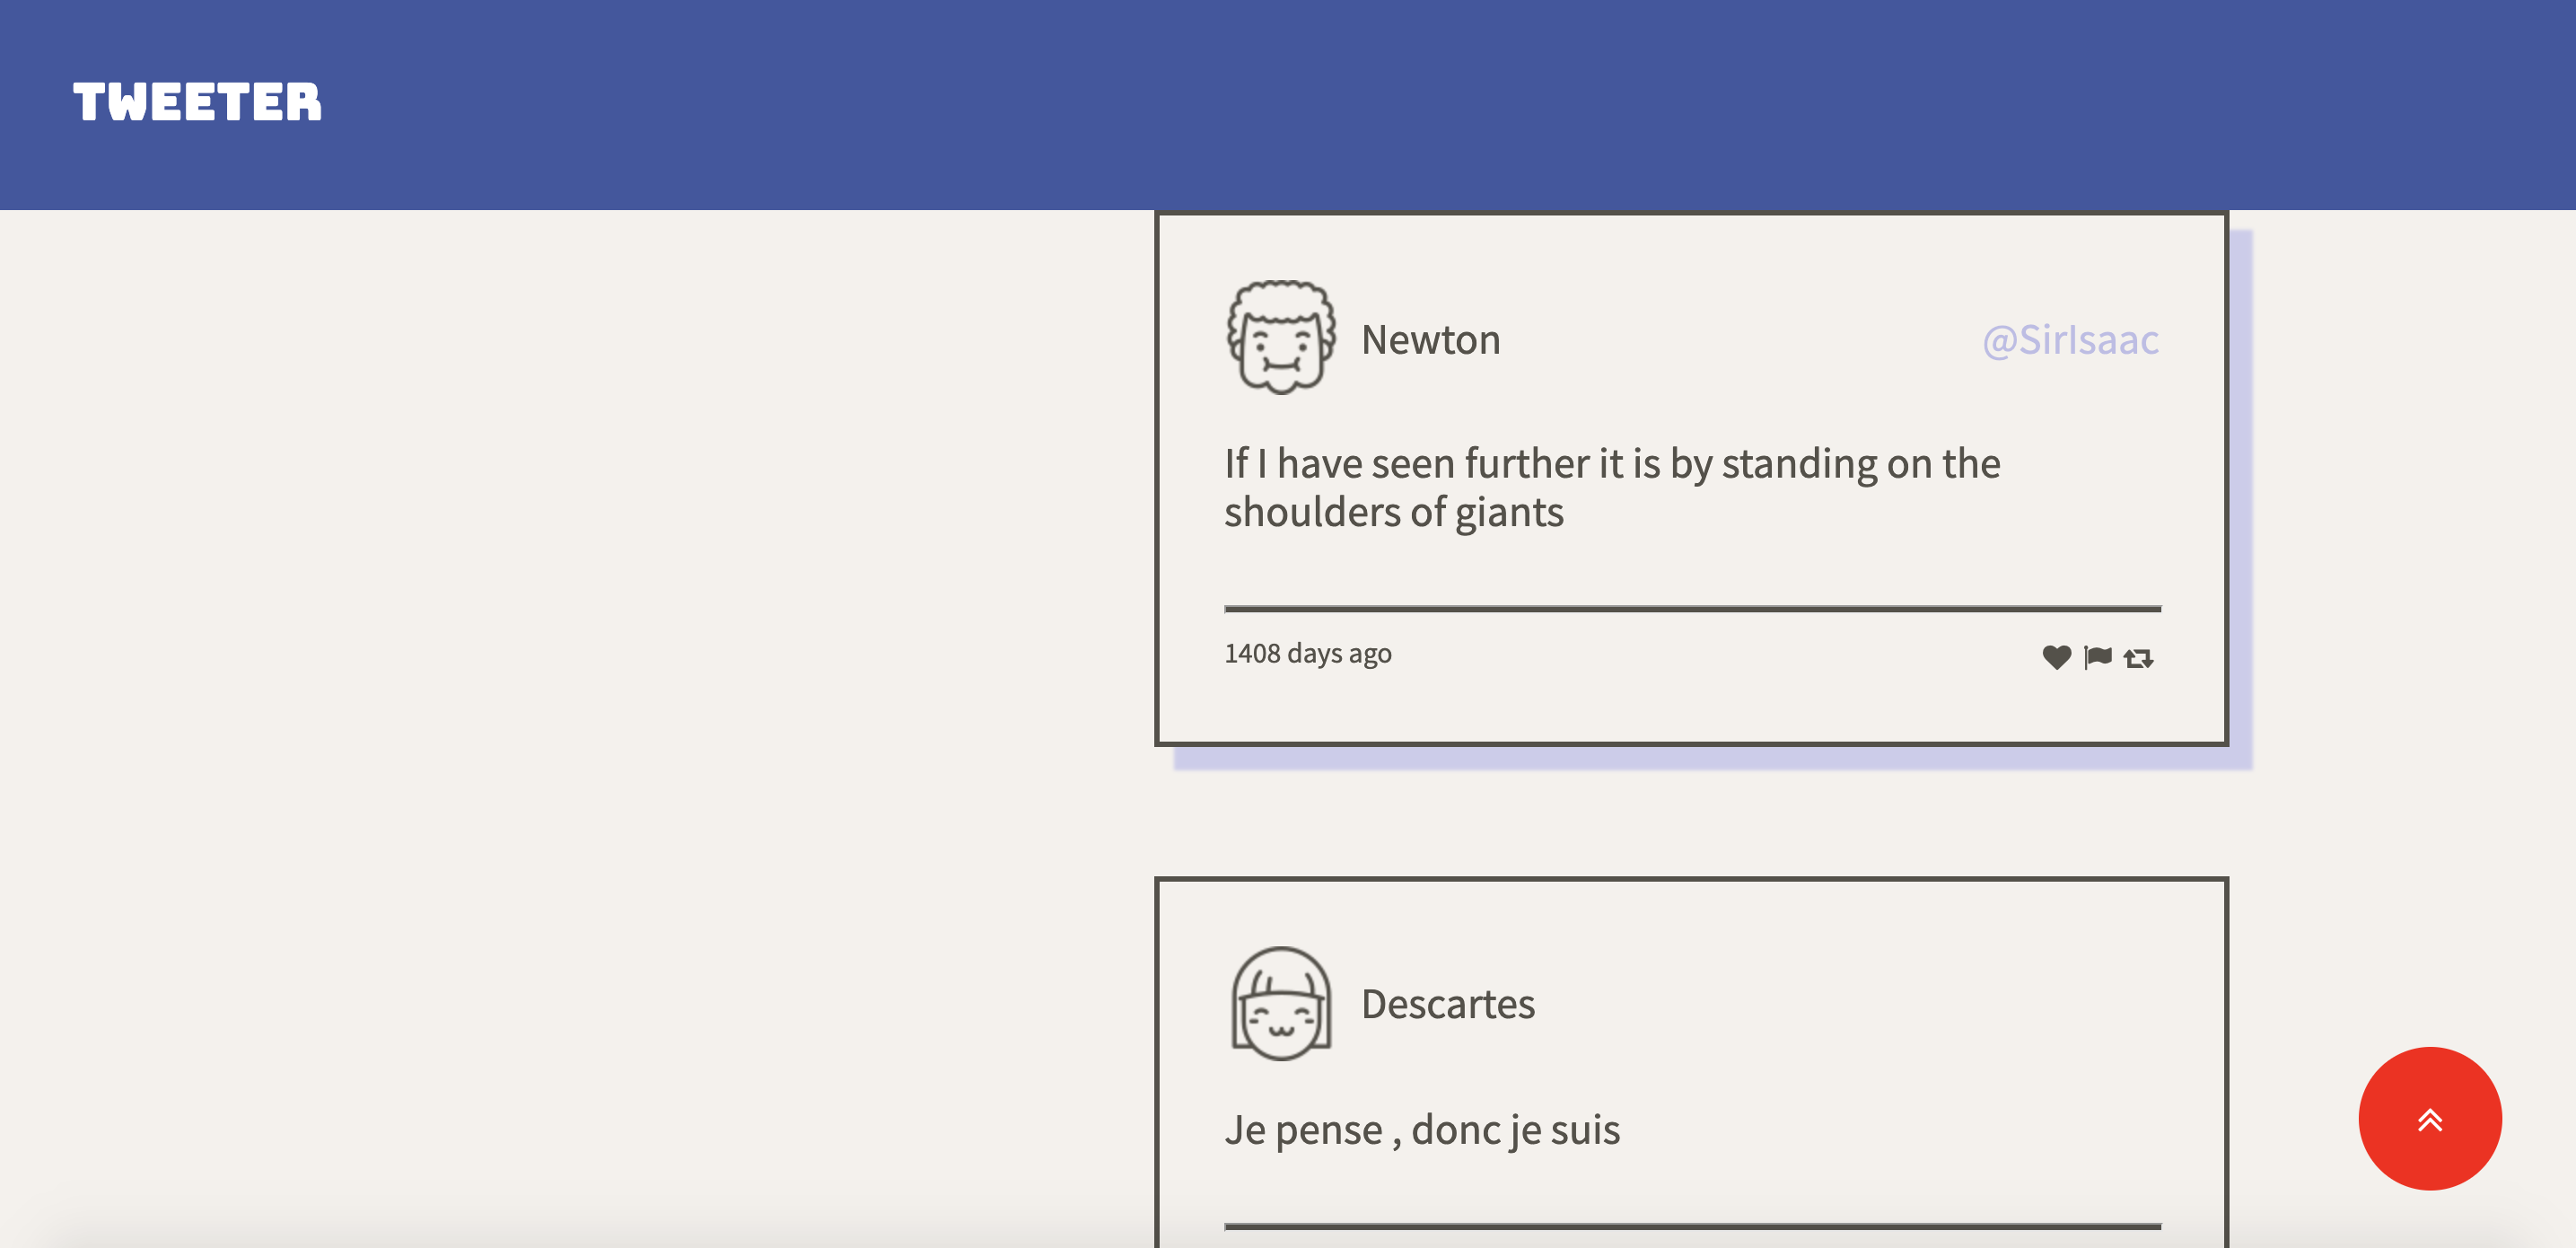 TWEETER
Newton
@SirIsaac
If I have seen further it is by standing on the
shoulders of giants
1408 days ago
Descartes
Je pense , donc je suis